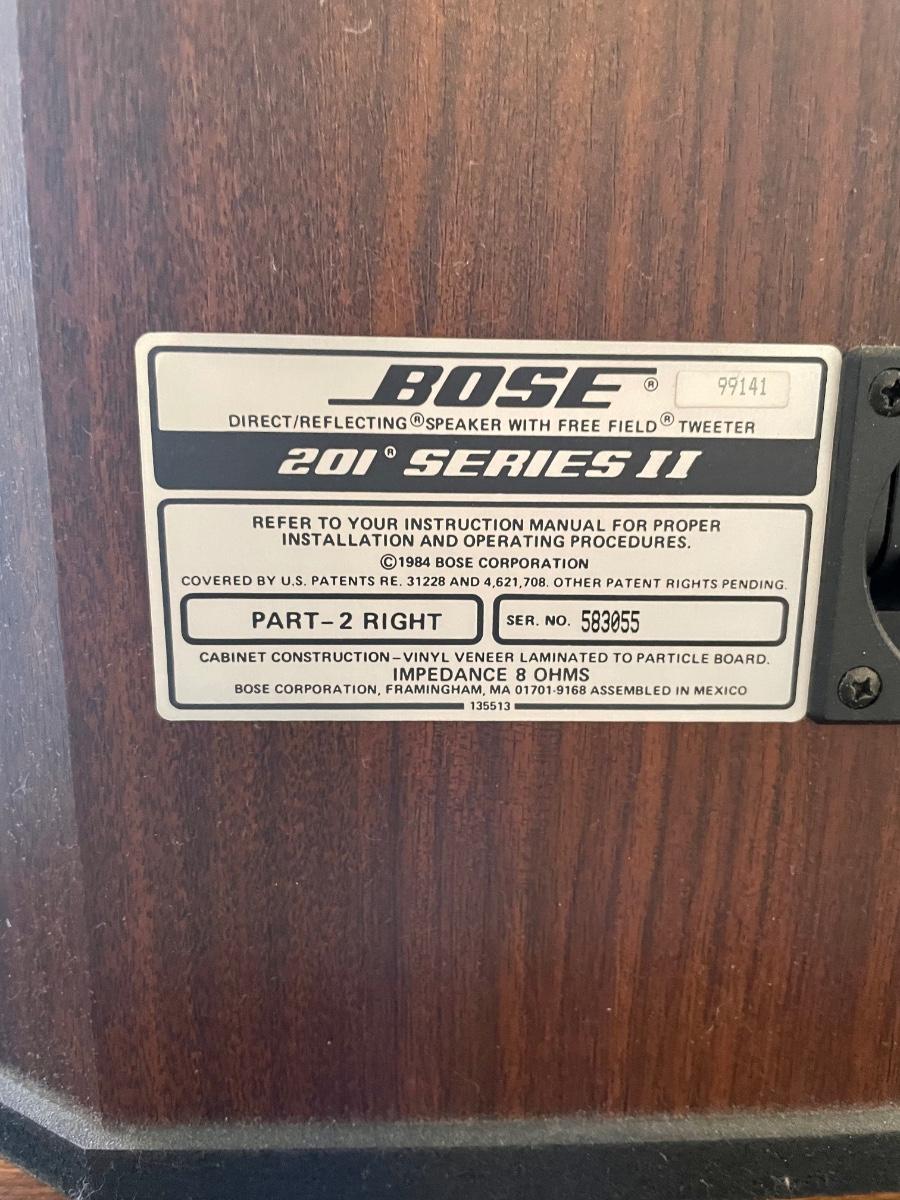 BOSE® 99141
DIRECT/REFLECTING® SPEAKER WITH FREE FIELD® TWEETER
201® SERIES II
REFER TO YOUR INSTRUCTION MANUAL FOR PROPER
INSTALLATION AND OPERATING PROCEDURES.
©1984 BOSE CORPORATION
COVERED BY U.S. PATENTS RE. 31228 AND 4,621,708. OTHER PATENT RIGHTS PENDING.
PART-2 RIGHT SER. NO. 583055
CABINET CONSTRUCTION-VINYL VENEER LAMINATED TO PARTICLE BOARD.
IMPEDANCE 8 OHMS
BOSE CORPORATION, FRAMINGHAM, MA 01701-9168 ASSEMBLED IN MEXICO
135513